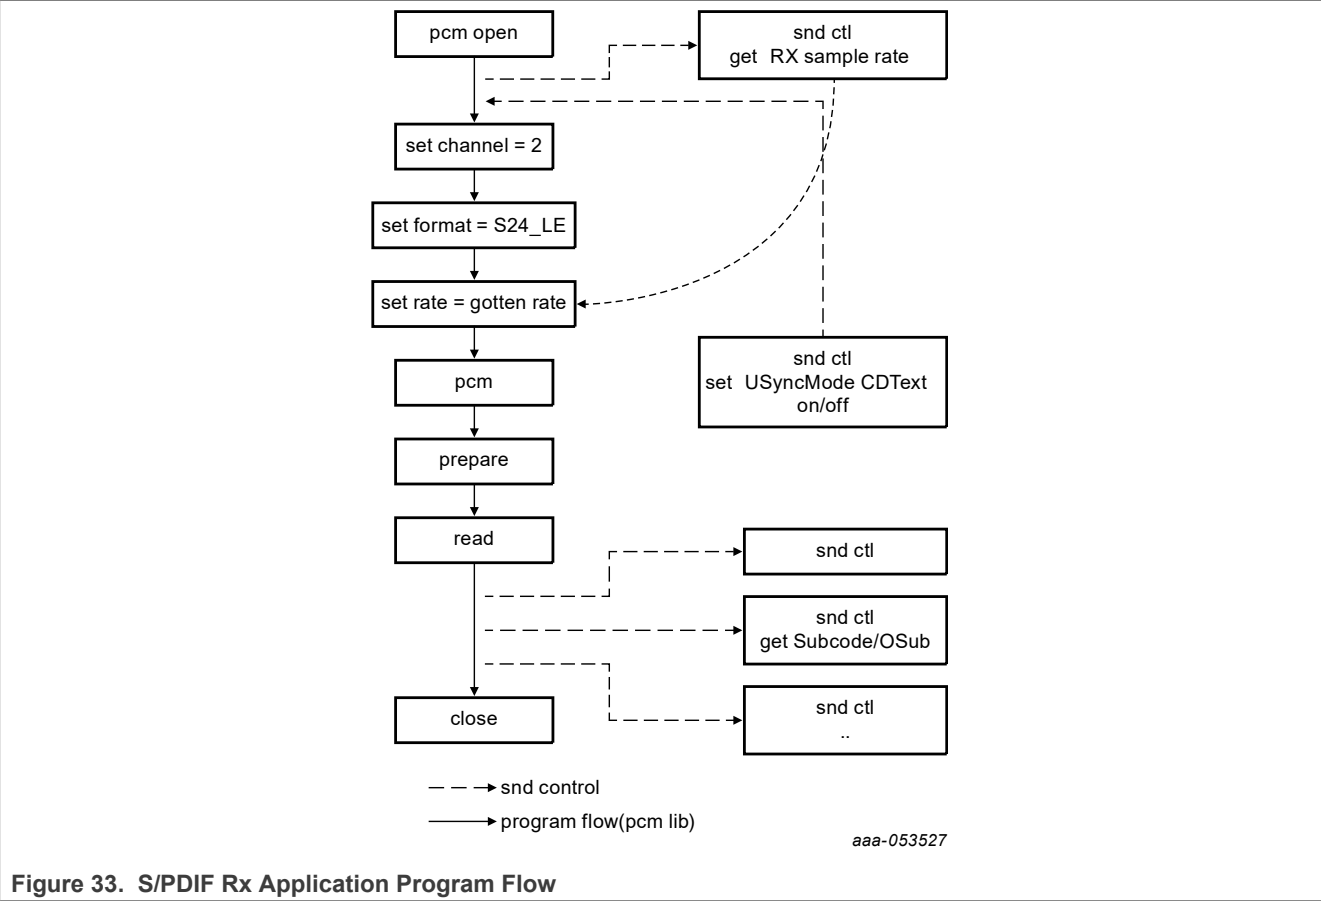 pcm open
snd ctl
get RX sample rate
set channel = 2
set format = S24_LE
set rate = gotten rate
snd ctl
set USyncMode CDText
on/off
pcm
prepare
read
snd ctl
snd ctl
get Subcode/OSub
snd ctl
..
close
snd control
program flow(pcm lib)
aaa-053527
Figure 33. S/PDIF Rx Application Program Flow